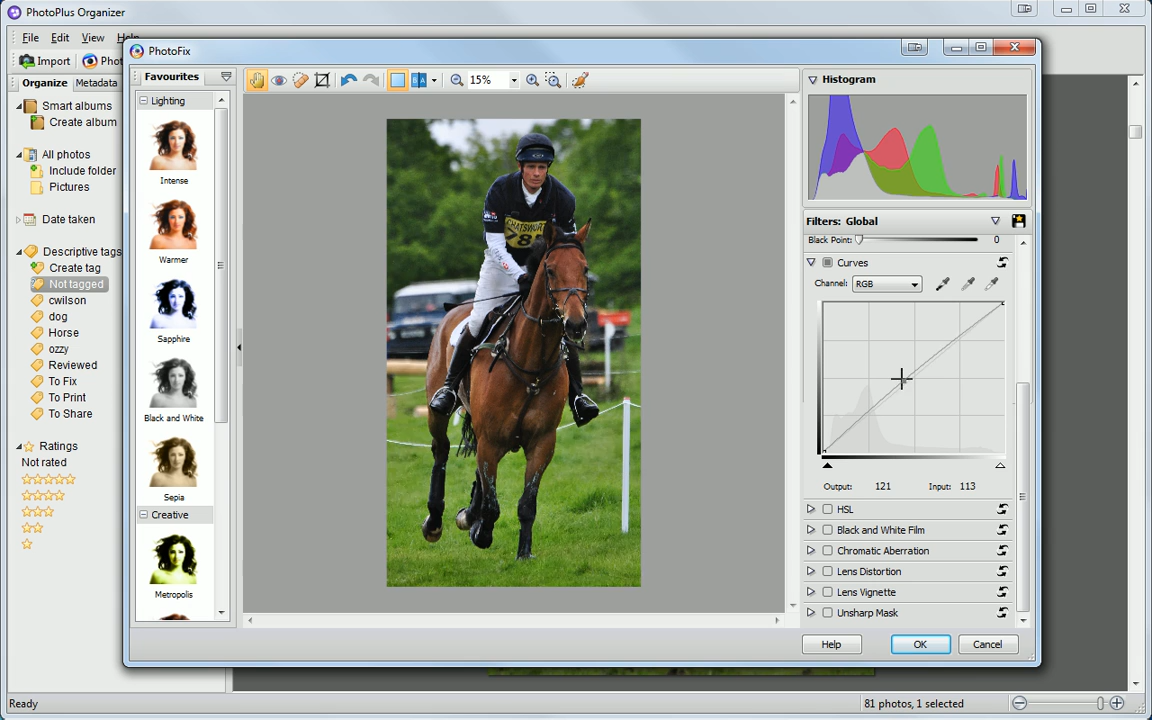 PhotoPlus Organizer
File Edit View Help
Import
Organize Metadata
Smart albums
Create album
All photos
Include folder
Pictures
Date taken
Descriptive tags
Create tag
Not tagged
cwilson
dog
Horse
ozzy
Reviewed
To Fix
To Print
To Share
Ratings
Not rated
PhotoFix
Favourites
Lighting
Intense
Warmer
Sapphire
Black and White
Sepia
Creative
Metropolis
15%
CHATSWORTH
Histogram
Filters: Global
Black Point: 0
Curves
Channel: RGB
Output: 121 Input: 113
HSL
Black and White Film
Chromatic Aberration
Lens Distortion
Lens Vignette
Unsharp Mask
Help OK Cancel
Ready
81 photos, 1 selected